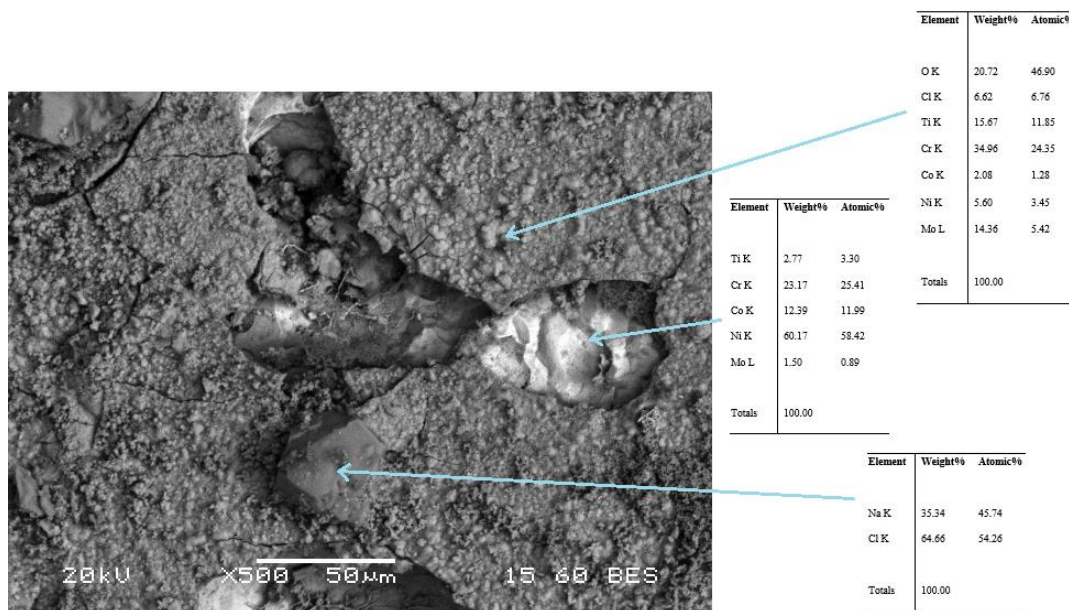 Element Weight% Atomic%
O K 20.72 46.90
Cl K 6.62 6.76
Ti K 15.67 11.85
Cr K 34.96 24.35
Co K 2.08 1.28
Ni K 5.60 3.45
Mo L 14.36 5.42
Totals 100.00
Element Weight% Atomic%
Ti K 2.77 3.30
Cr K 23.17 25.41
Co K 12.39 11.99
Ni K 60.17 58.42
Mo L 1.50 0.89
Totals 100.00
Element Weight% Atomic%
Na K 35.34 45.74
Cl K 64.66 54.26
Totals 100.00
20kV X500 50µm 15 60 BES